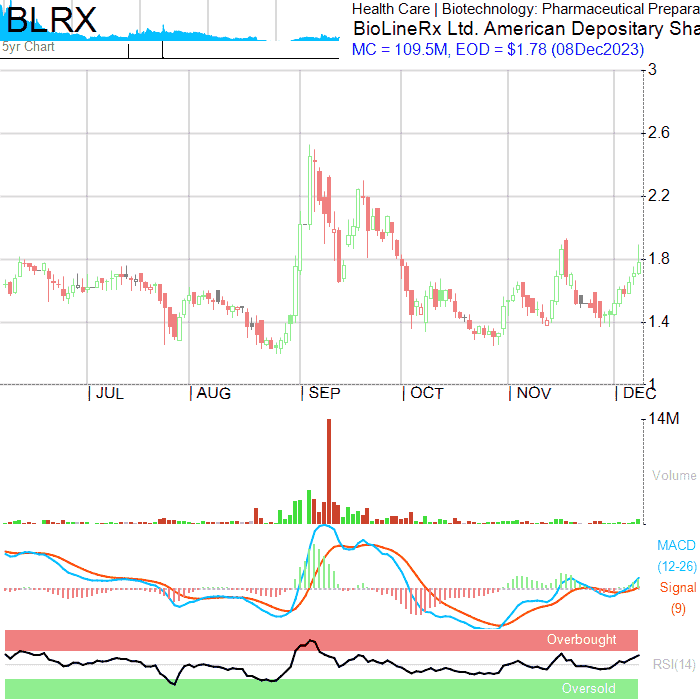 BLRX
5yr Chart
Health Care | Biotechnology: Pharmaceutical Prepara
BioLineRx Ltd. American Depositary Sha
MC = 109.5M, EOD = $1.78 (08Dec2023)
3
2.6
2.2
1.8
1.4
1
JUL AUG SEP OCT NOV DEC
14M
Volume
MACD
(12-26)
Signal
(9)
Overbought
RSI(14)
Oversold